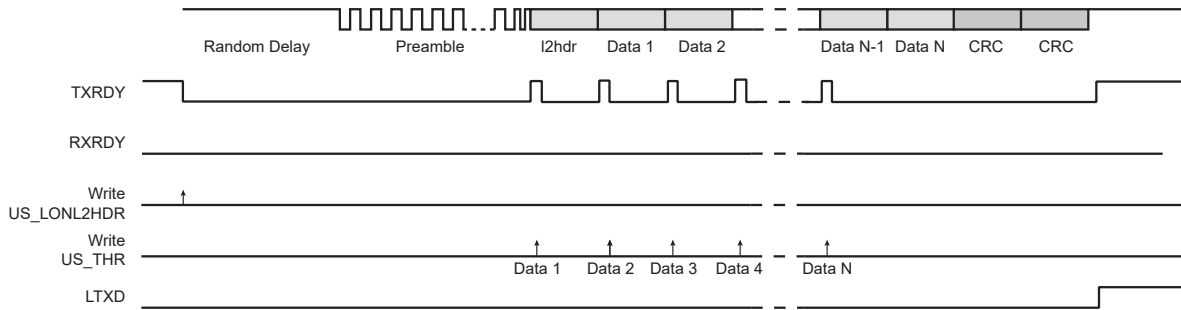 Random Delay Preamble l2hdr Data 1 Data 2 Data N-1 Data N CRC CRC
TXRDY
RXRDY
Write
US_LONL2HDR
Write
US_THR
Data 1 Data 2 Data 3 Data 4 Data N
LTXD